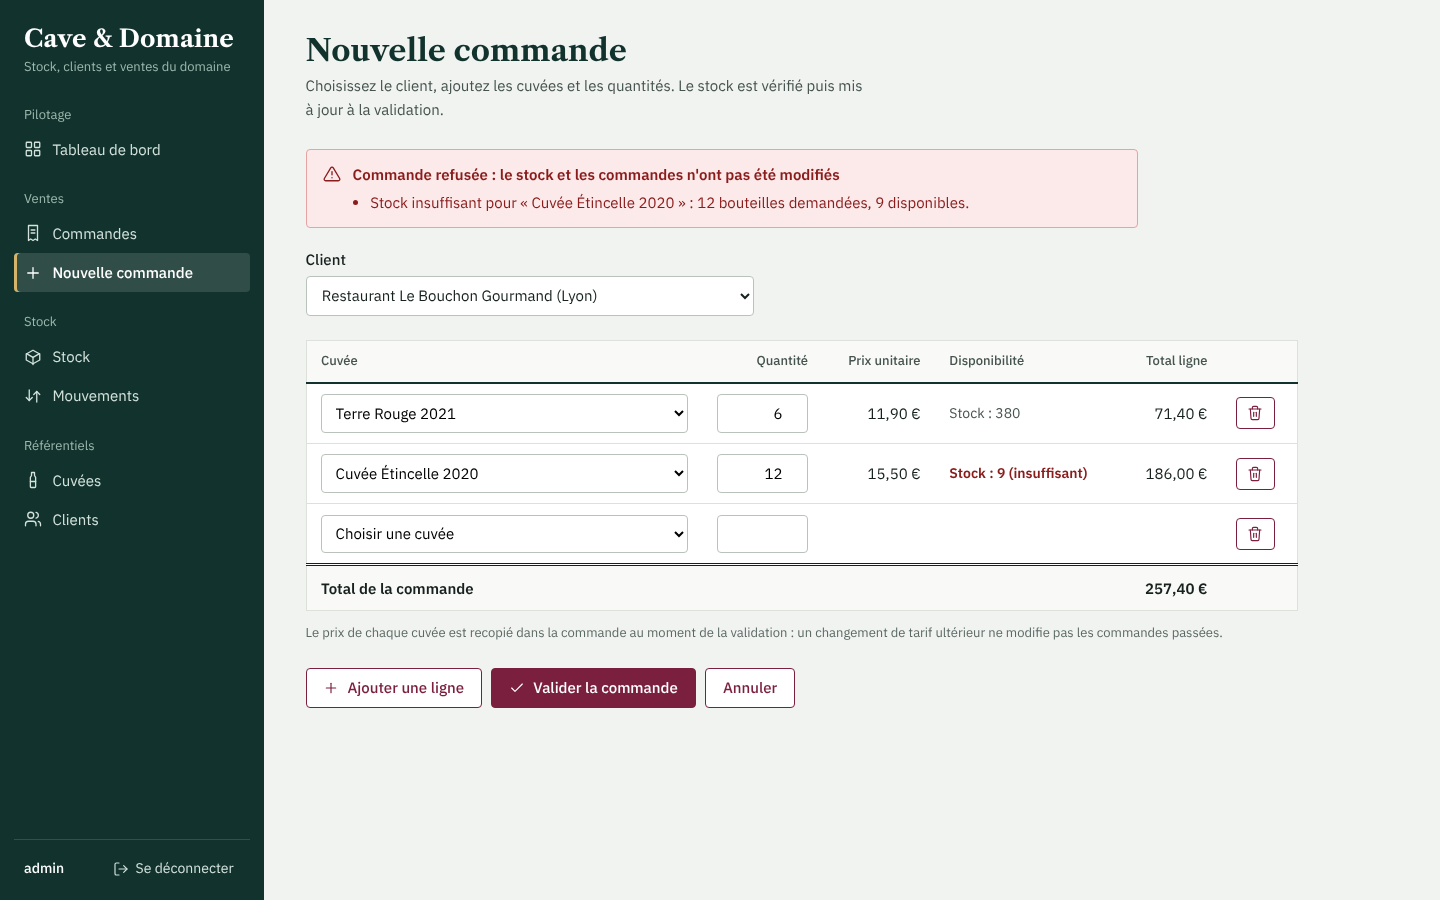 Cave & Domaine
Stock, clients et ventes du domaine
Pilotage
Tableau de bord
Ventes
Commandes
Nouvelle commande
Stock
Stock
Mouvements
Référentiels
Cuvées
Clients
admin
Se déconnecter
Nouvelle commande
Choisissez le client, ajoutez les cuvées et les quantités. Le stock est vérifié puis mis
à jour à la validation.
Commande refusée : le stock et les commandes n'ont pas été modifiés
• Stock insuffisant pour « Cuvée Étincelle 2020 » : 12 bouteilles demandées, 9 disponibles.
Client
Restaurant Le Bouchon Gourmand (Lyon)
Cuvée Quantité Prix unitaire Disponibilité Total ligne
Terre Rouge 2021 6 11,90 € Stock : 380 71,40 €
Cuvée Étincelle 2020 12 15,50 € Stock : 9 (insuffisant) 186,00 €
Choisir une cuvée
Total de la commande 257,40 €
Le prix de chaque cuvée est recopié dans la commande au moment de la validation : un changement de tarif ultérieur ne modifie pas les commandes passées.
Ajouter une ligne Valider la commande Annuler